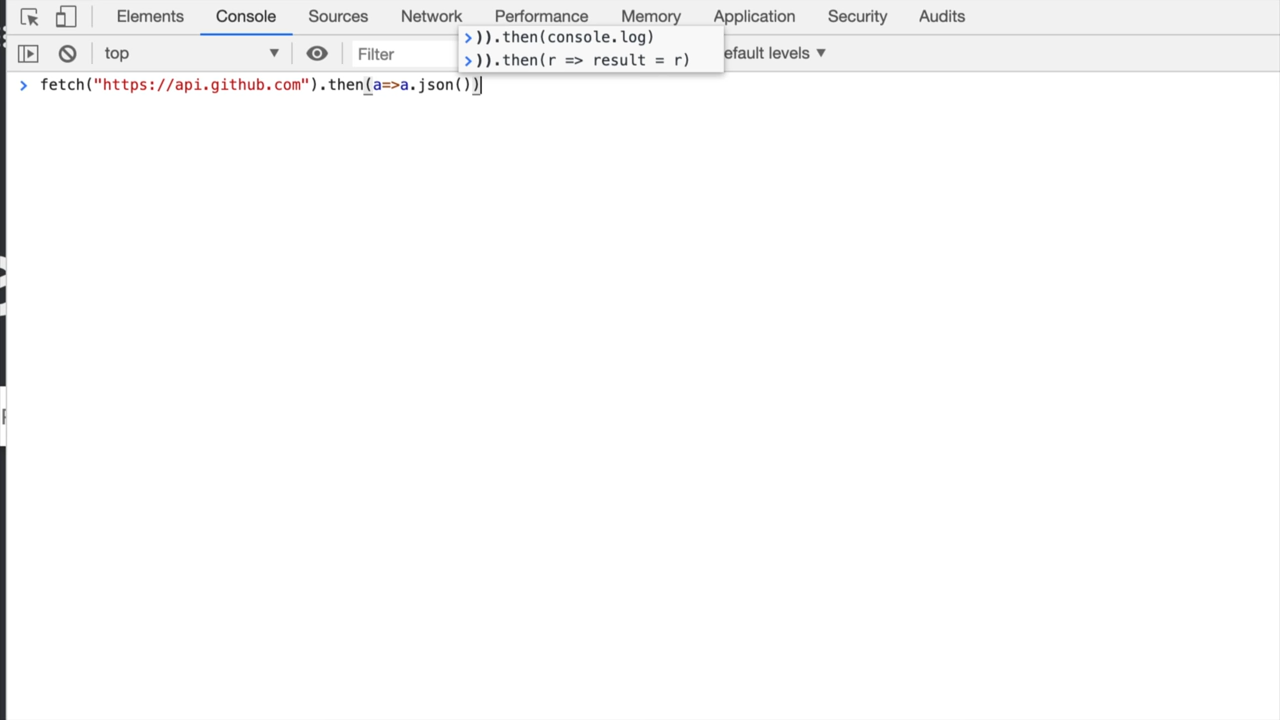 Elements Console Sources Network Performance Memory Application Security Audits
)).then(console.log)
top Filter efault levels
)).then(r => result = r)
fetch("https://api.github.com").then(a=>a.json())